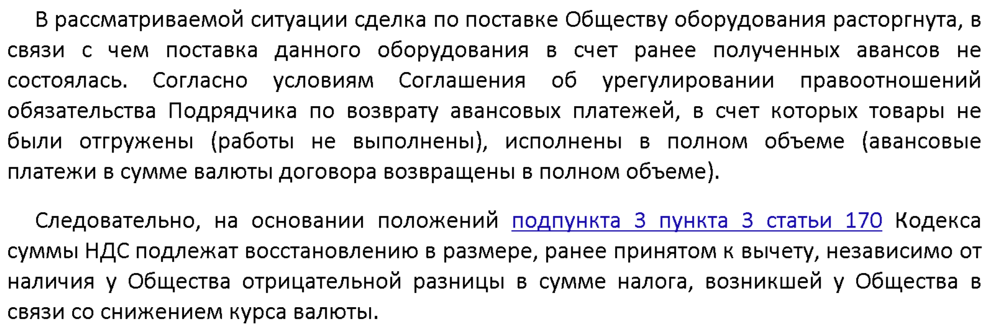 В рассматриваемой ситуации сделка по поставке Обществу оборудования расторгнута, в
связи с чем поставка данного оборудования в счет ранее полученных авансов не
состоялась. Согласно условиям Соглашения об урегулировании правоотношений
обязательства Подрядчика по возврату авансовых платежей, в счет которых товары не
были отгружены (работы не выполнены), исполнены в полном объеме (авансовые
платежи в сумме валюты договора возвращены в полном объеме).
Следовательно, на основании положений подпункта 3 пункта 3 статьи 170 Кодекса
суммы НДС подлежат восстановлению в размере, ранее принятом к вычету, независимо от
наличия у Общества отрицательной разницы в сумме налога, возникшей у Общества в
связи со снижением курса валюты.